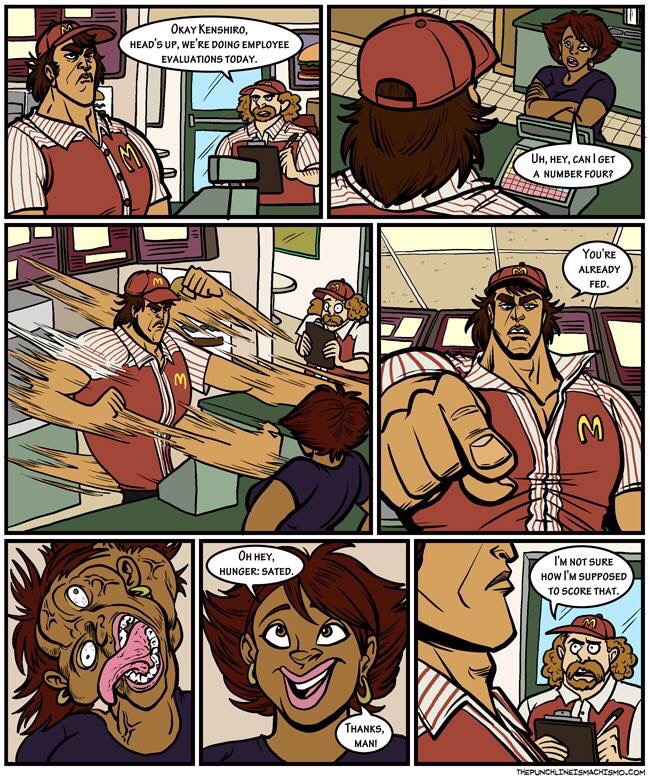 OKAY KENSHIRO,
HEAD'S UP, WE'RE DOING EMPLOYEE
EVALUATIONS TODAY.
UH, HEY, CAN I GET
A NUMBER FOUR?
YOU'RE
ALREADY
FED.
OH HEY,
HUNGER: SATED.
THANKS,
MAN!
I'M NOT SURE
HOW I'M SUPPOSED
TO SCORE THAT.
THEPUNCHLINEISMACHISMO.COM